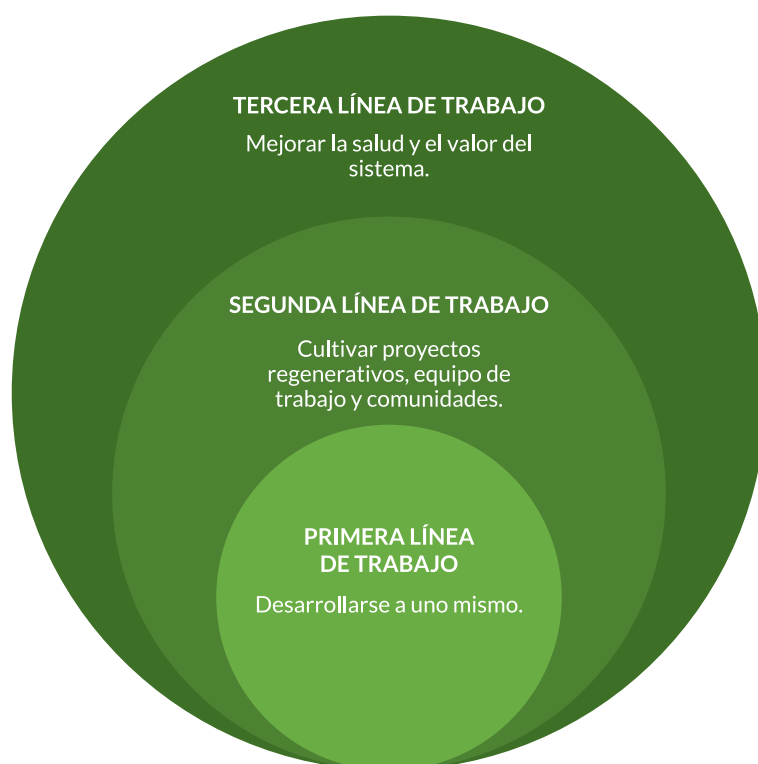 TERCERA LÍNEA DE TRABAJO
Mejorar la salud y el valor del
sistema.
SEGUNDA LÍNEA DE TRABAJO
Cultivar proyectos
regenerativos, equipo de
trabajo y comunidades.
PRIMERA LÍNEA
DE TRABAJO
Desarrollarse a uno mismo.